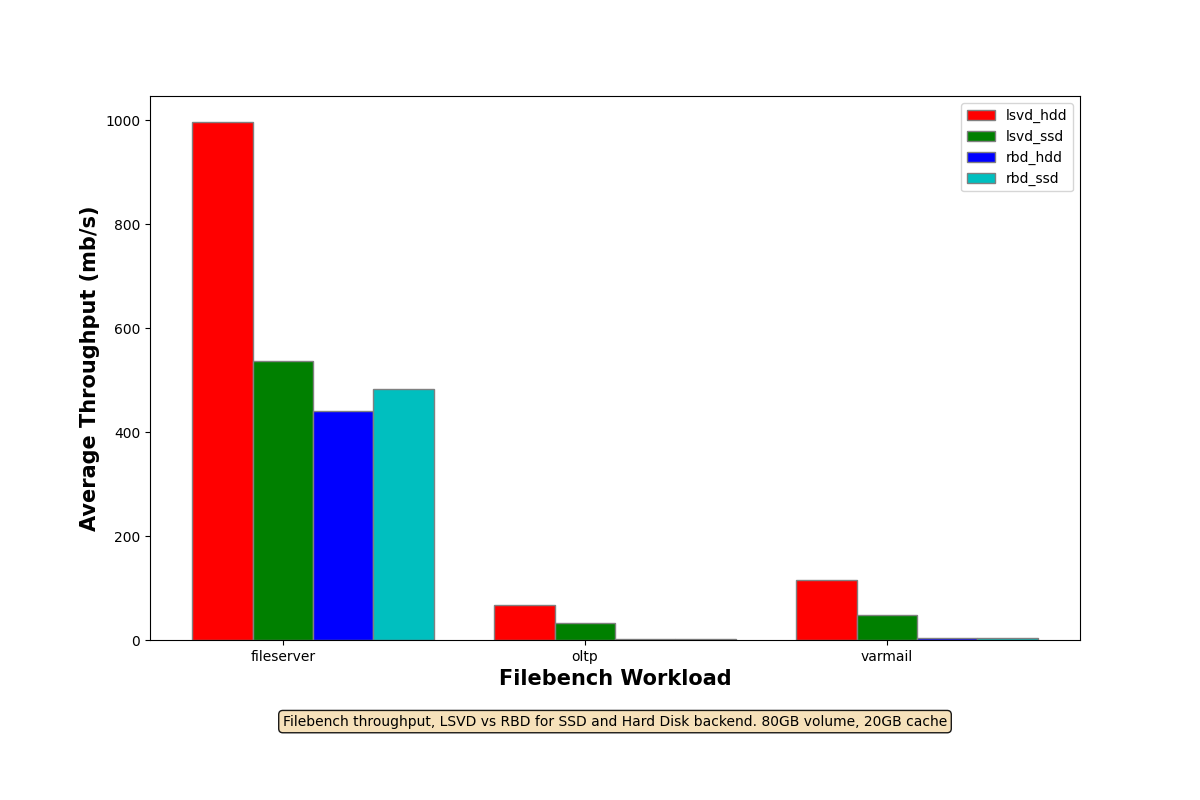 1000
800
600
400
200
0
Average Throughput (mb/s)
lsvd_hdd
lsvd_ssd
rbd_hdd
rbd_ssd
fileserver
oltp
varmail
Filebench Workload
Filebench throughput, LSVD vs RBD for SSD and Hard Disk backend. 80GB volume, 20GB cache